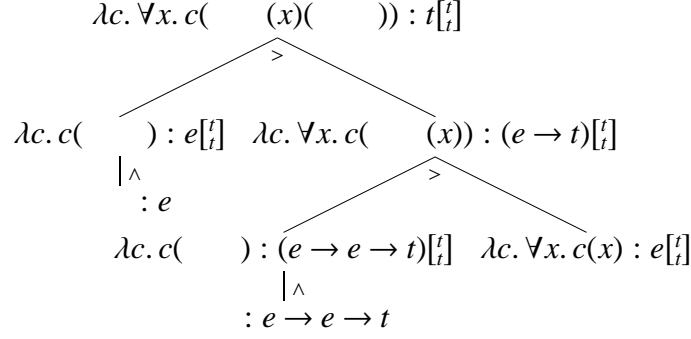 λc. ∀x. c( (x)( )) : t[t t]
>
λc. c( ) : e[t t] λc. ∀x. c( (x)) : (e → t)[t t]
∧ >
: e
λc. c( ) : (e → e → t)[t t] λc. ∀x. c(x) : e[t t]
∧
: e → e → t